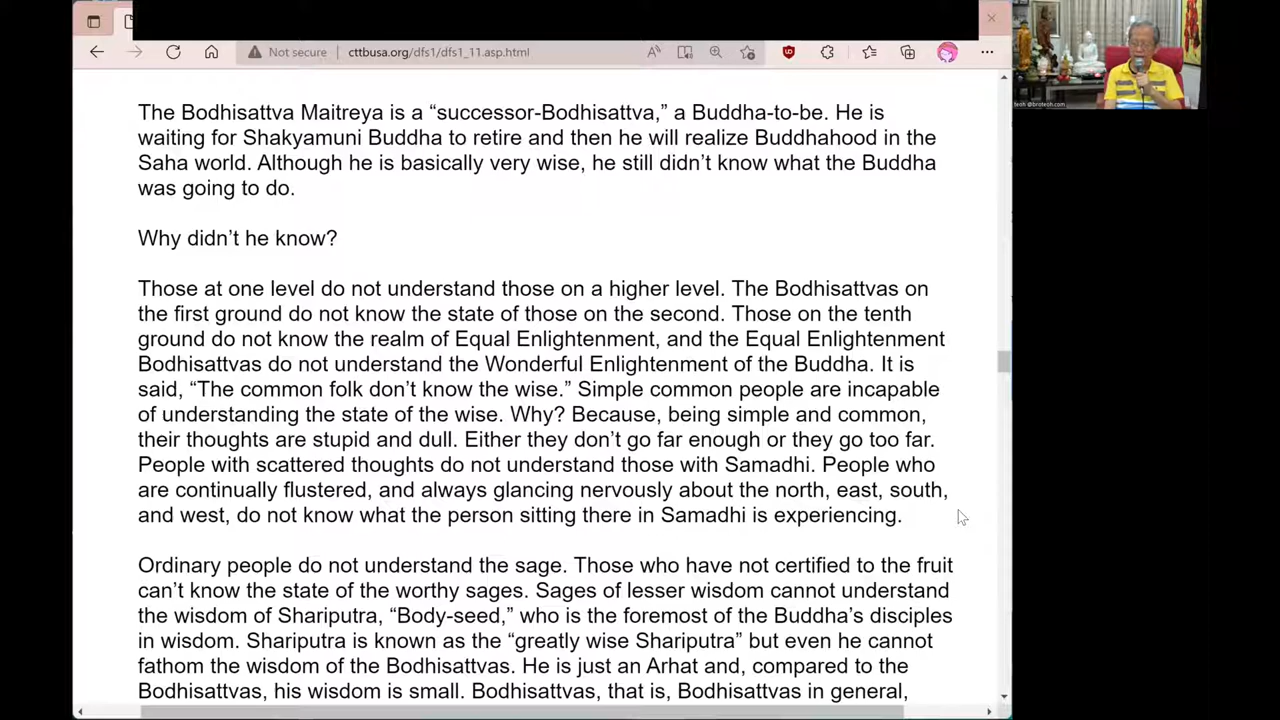 Not secure
cttbusa.org/dfs1/dfs1_11.asp.html
The Bodhisattva Maitreya is a “successor-Bodhisattva,” a Buddha-to-be. He is
waiting for Shakyamuni Buddha to retire and then he will realize Buddhahood in the
Saha world. Although he is basically very wise, he still didn’t know what the Buddha
was going to do.
Why didn’t he know?
Those at one level do not understand those on a higher level. The Bodhisattvas on
the first ground do not know the state of those on the second. Those on the tenth
ground do not know the realm of Equal Enlightenment, and the Equal Enlightenment
Bodhisattvas do not understand the Wonderful Enlightenment of the Buddha. It is
said, “The common folk don’t know the wise.” Simple common people are incapable
of understanding the state of the wise. Why? Because, being simple and common,
their thoughts are stupid and dull. Either they don’t go far enough or they go too far.
People with scattered thoughts do not understand those with Samadhi. People who
are continually flustered, and always glancing nervously about the north, east, south,
and west, do not know what the person sitting there in Samadhi is experiencing.
Ordinary people do not understand the sage. Those who have not certified to the fruit
can’t know the state of the worthy sages. Sages of lesser wisdom cannot understand
the wisdom of Shariputra, “Body-seed,” who is the foremost of the Buddha’s disciples
in wisdom. Shariputra is known as the “greatly wise Shariputra” but even he cannot
fathom the wisdom of the Bodhisattvas. He is just an Arhat and, compared to the
Bodhisattvas, his wisdom is small. Bodhisattvas, that is, Bodhisattvas in general,